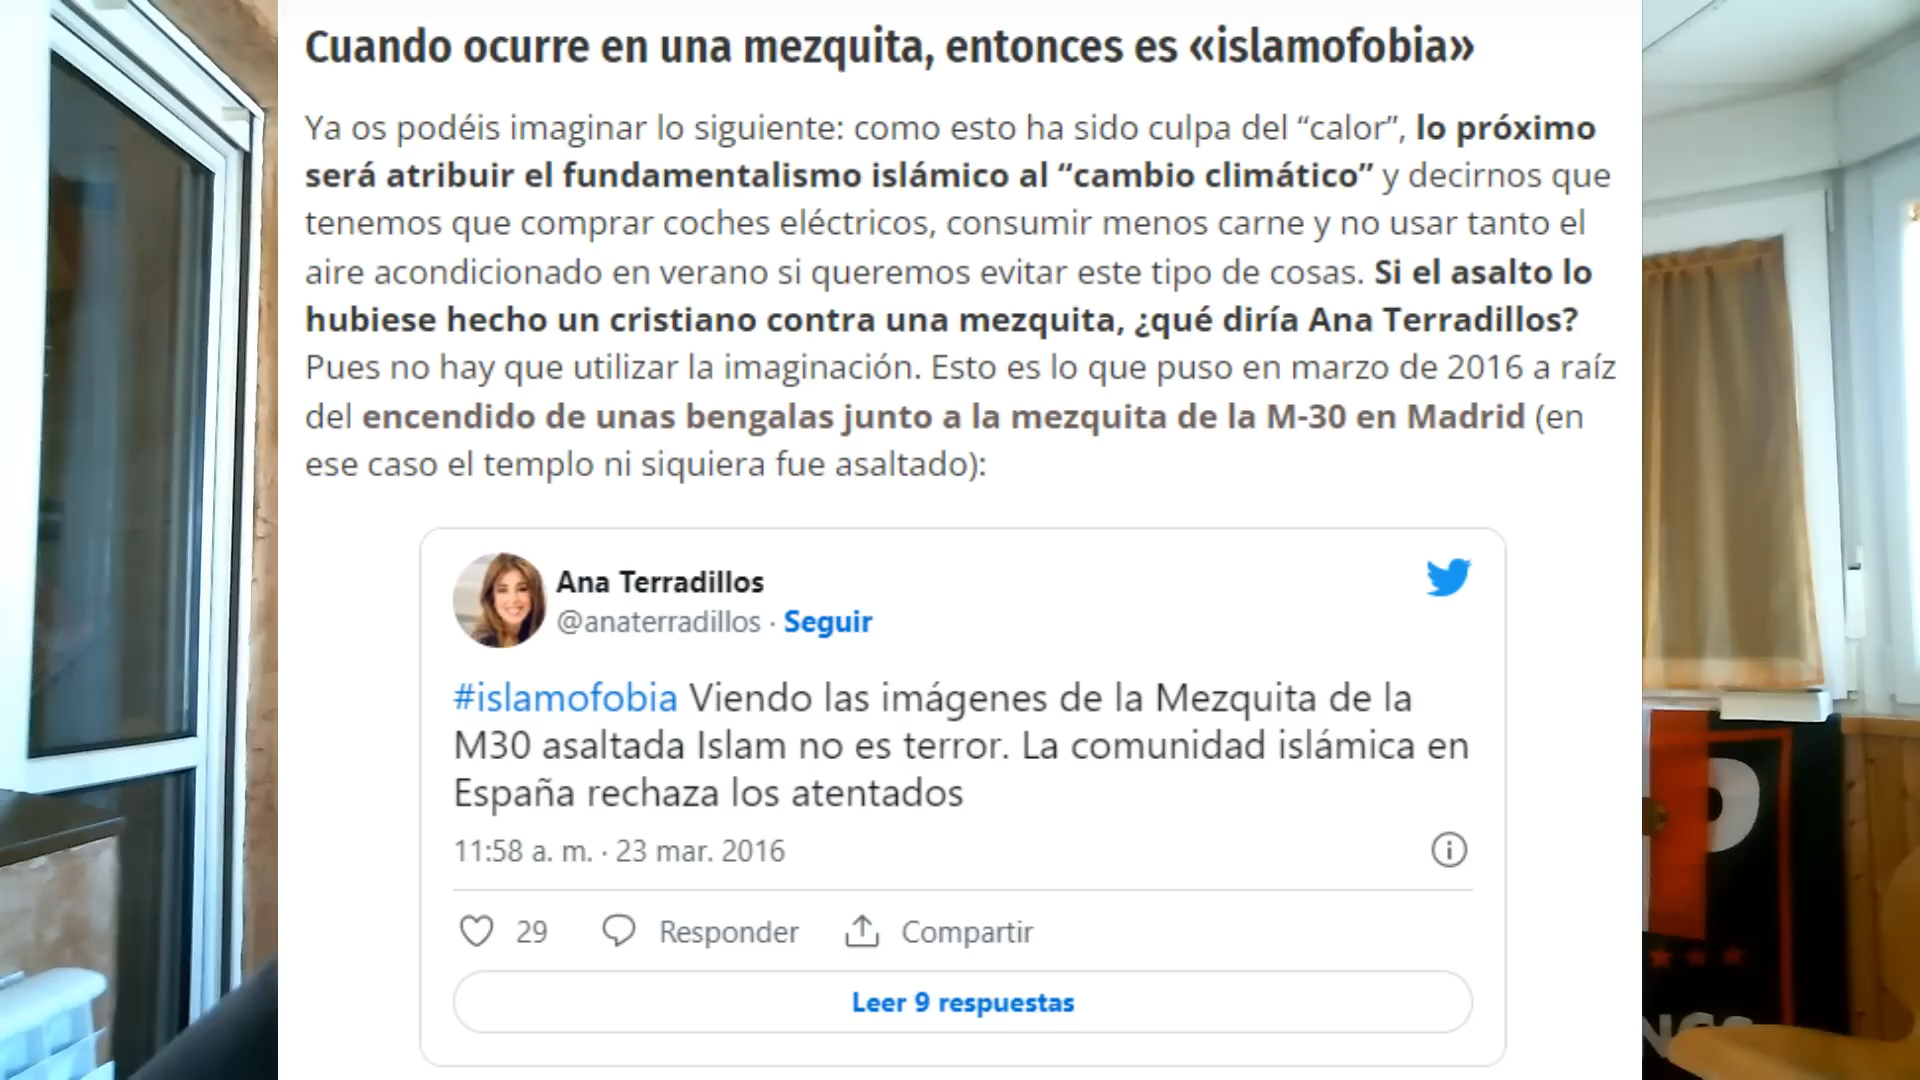 Cuando ocurre en una mezquita, entonces es «islamofobia»
Ya os podéis imaginar lo siguiente: como esto ha sido culpa del “calor”, lo próximo
será atribuir el fundamentalismo islámico al “cambio climático” y decirnos que
tenemos que comprar coches eléctricos, consumir menos carne y no usar tanto el
aire acondicionado en verano si queremos evitar este tipo de cosas. Si el asalto lo
hubiese hecho un cristiano contra una mezquita, ¿qué diría Ana Terradillos?
Pues no hay que utilizar la imaginación. Esto es lo que puso en marzo de 2016 a raíz
del encendido de unas bengalas junto a la mezquita de la M-30 en Madrid (en
ese caso el templo ni siquiera fue asaltado):
Ana Terradillos
@anaterradillos · Seguir
#islamofobia Viendo las imágenes de la Mezquita de la
M30 asaltada Islam no es terror. La comunidad islámica en
España rechaza los atentados
11:58 a. m. · 23 mar. 2016
29 Responder Compartir
Leer 9 respuestas